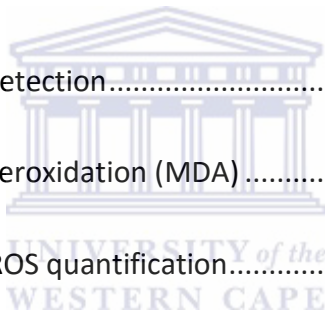 etection..............................
eroxidation (MDA)............
UNIVERSITY of the
ROS quantification.............
WESTERN CAPE